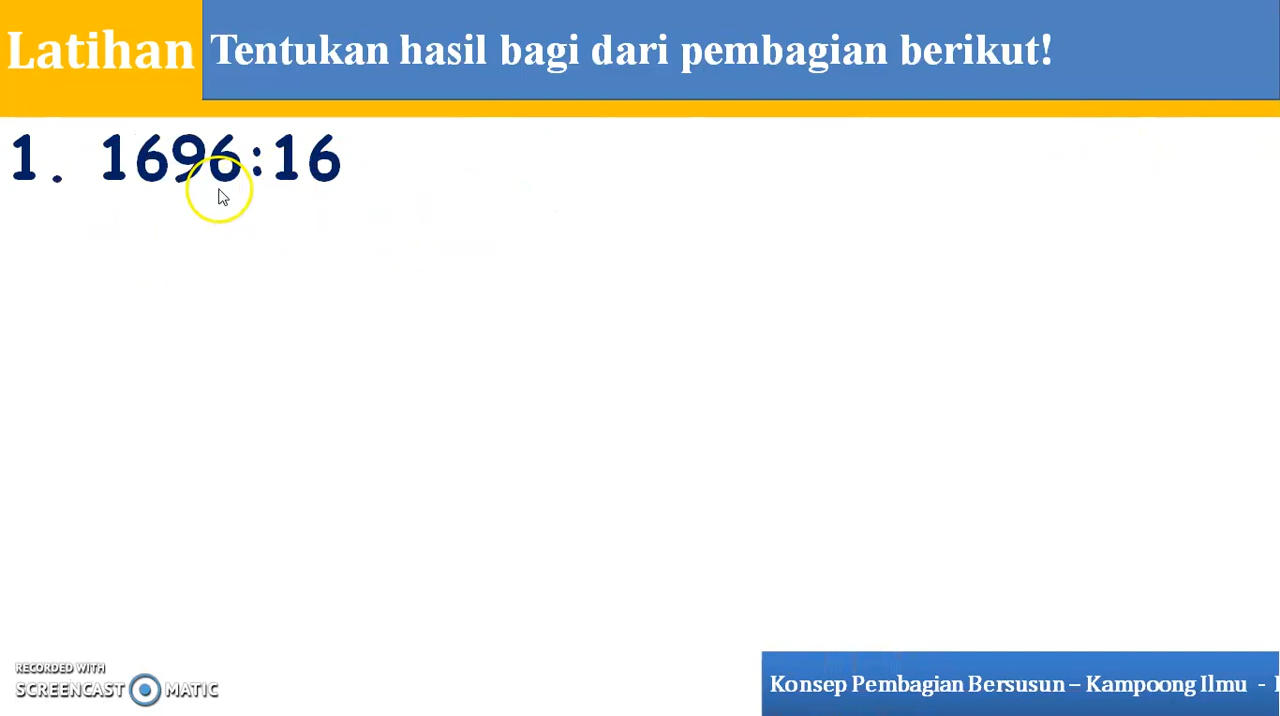 Latihan Tentukan hasil bagi dari pembagian berikut!
1. 1696:16
RECORDED WITH
SCREENCAST MATIC
Konsep Pembagian Bersusun – Kampoong Ilmu -